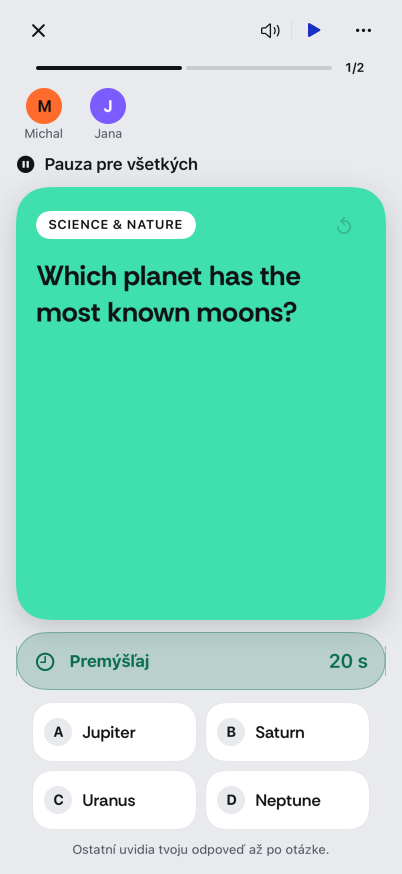 1/2
M
J
Michal
Jana
Pauza pre všetkých
SCIENCE & NATURE
Which planet has the
most known moons?
Premýšľaj
20 s
A Jupiter
B Saturn
C Uranus
D Neptune
Ostatní uvidia tvoju odpoveď až po otázke.